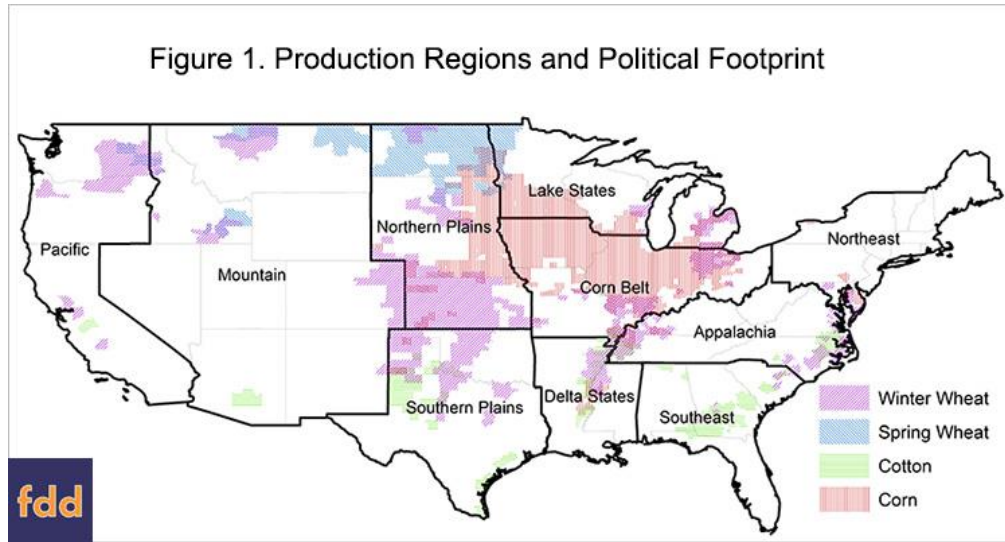 Figure 1. Production Regions and Political Footprint
Lake States
Northern Plains
Northeast
Pacific
Mountain
Corn Belt
Appalachia
Southern Plains
Delta States
Southeast
Winter Wheat
Spring Wheat
Cotton
Corn
fdd